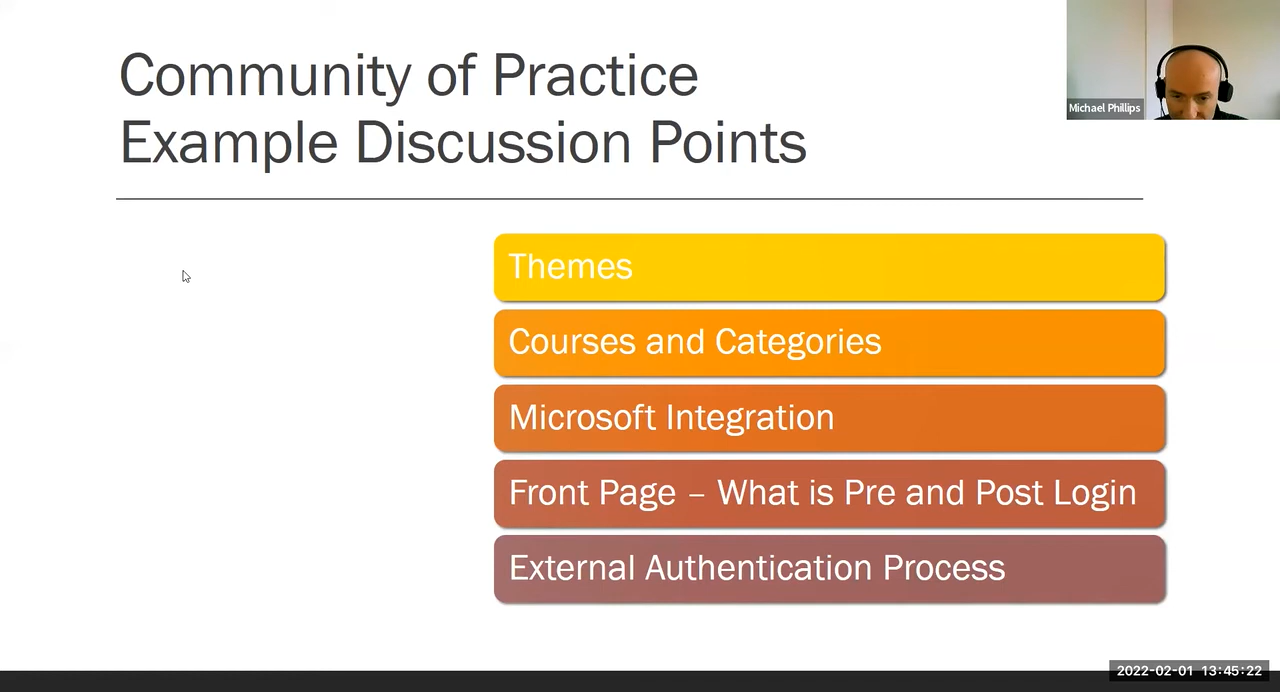 Community of Practice
Example Discussion Points
Michael Phillips
Themes
Courses and Categories
Microsoft Integration
Front Page – What is Pre and Post Login
External Authentication Process
2022-02-01 13:45:22